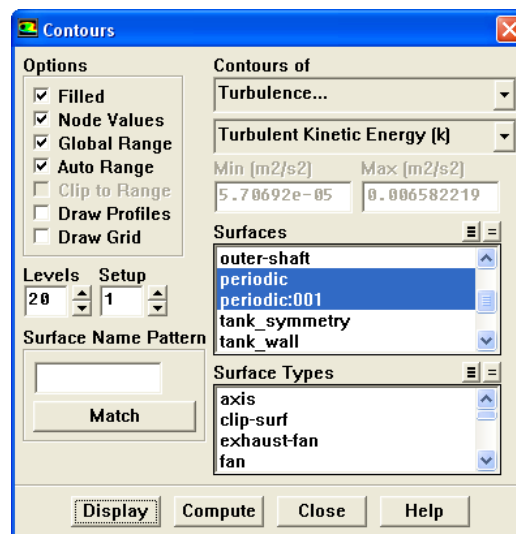 Contours
Options
Filled
Node Values
Global Range
Auto Range
Clip to Range
Draw Profiles
Draw Grid
Levels Setup
20 1
Surface Name Pattern
Match
Contours of
Turbulence...
Turbulent Kinetic Energy (k)
Min (m2/s2) Max (m2/s2)
5.70692e-05 0.006582219
Surfaces
outer-shaft
periodic
periodic:001
tank_symmetry
tank_wall
Surface Types
axis
clip-surf
exhaust-fan
fan
Display Compute Close Help